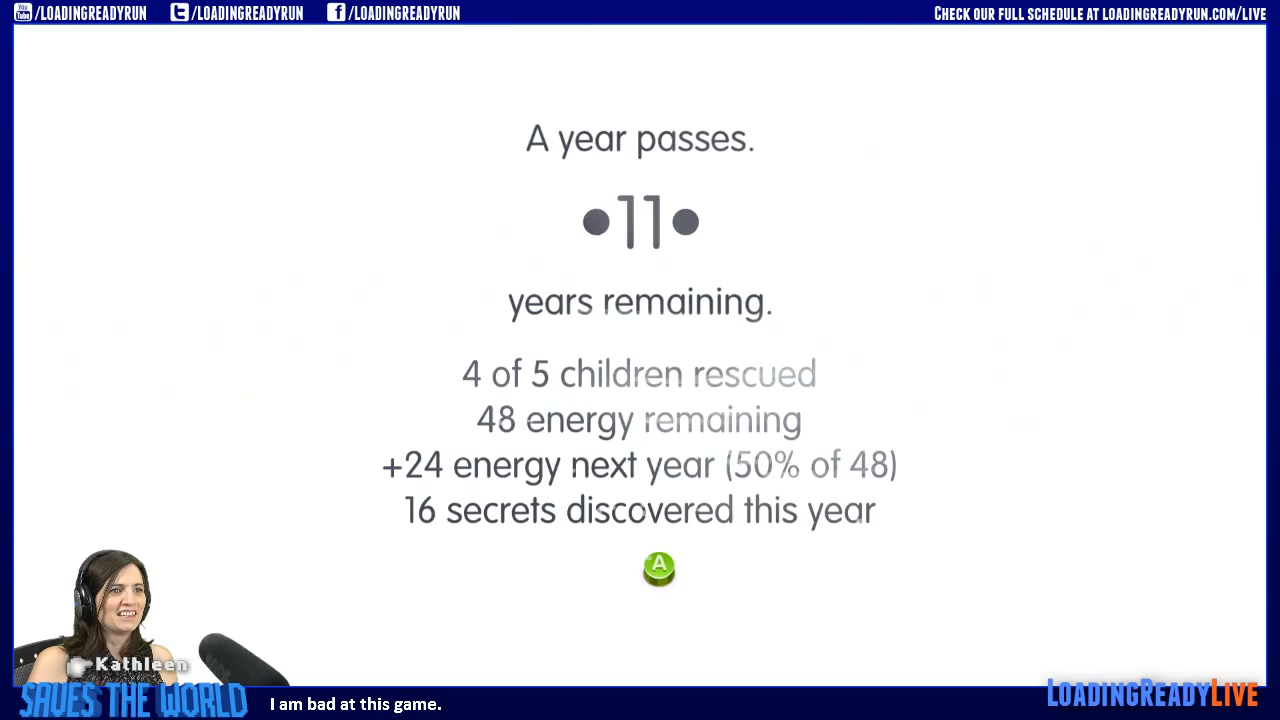 /LOADINGREADYRUN /LOADINGREADYRUN /LOADINGREADYRUN CHECK OUR FULL SCHEDULE AT LOADINGREADYRUN.COM/LIVE
A year passes.
•11•
years remaining.
4 of 5 children rescued
48 energy remaining
+24 energy next year (50% of 48)
16 secrets discovered this year
A
Kathleen
SAVES THE WORLD
I am bad at this game.
LOADINGREADYLIVE